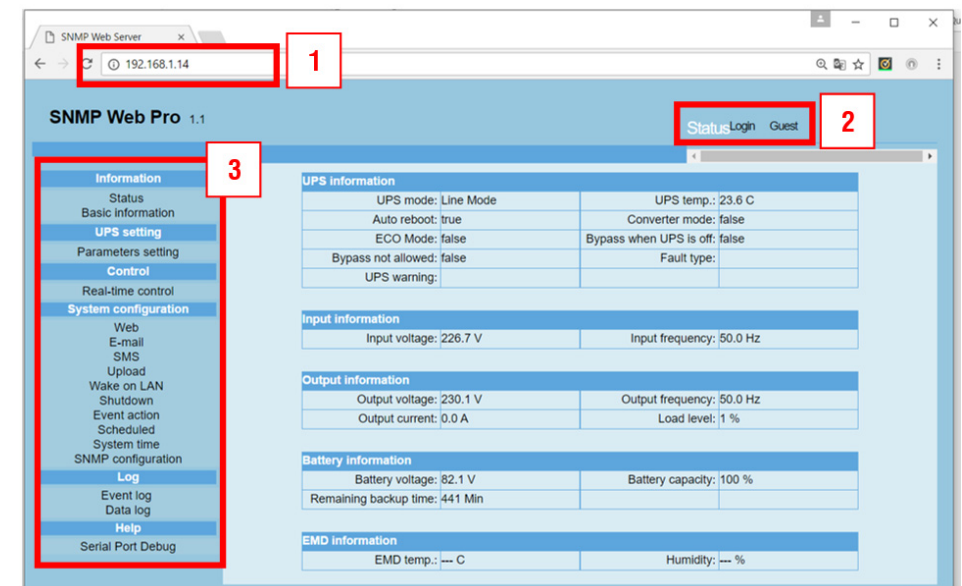 SNMP Web Server
192.168.1.14
1
SNMP Web Pro 1.1
Status Login Guest
2
3
Information
Status
Basic information
UPS setting
Parameters setting
Control
Real-time control
System configuration
Web
E-mail
SMS
Upload
Wake on LAN
Shutdown
Event action
Scheduled
System time
SNMP configuration
Log
Event log
Data log
Help
Serial Port Debug
UPS information
UPS mode: Line Mode UPS temp.: 23.6 C
Auto reboot: true Converter mode: false
ECO Mode: false Bypass when UPS is off: false
Bypass not allowed: false Fault type:
UPS warning:
Input information
Input voltage: 226.7 V Input frequency: 50.0 Hz
Output information
Output voltage: 230.1 V Output frequency: 50.0 Hz
Output current: 0.0 A Load level: 1 %
Battery information
Battery voltage: 82.1 V Battery capacity: 100 %
Remaining backup time: 441 Min
EMD information
EMD temp.: --- C Humidity: --- %